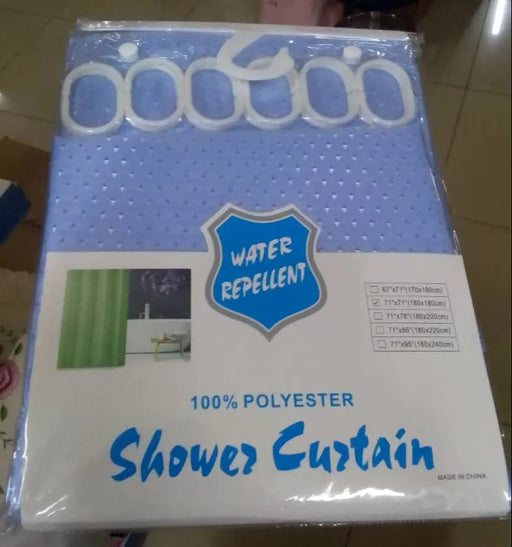 WATER
REPELLENT
67"x71"(170x180cm)
71"x71"(180x180cm)
71"x78"(180x200cm)
71"x86"(180x220cm)
71"x95"(180x240cm)
100% POLYESTER
Shower Curtain
MADE IN CHINA